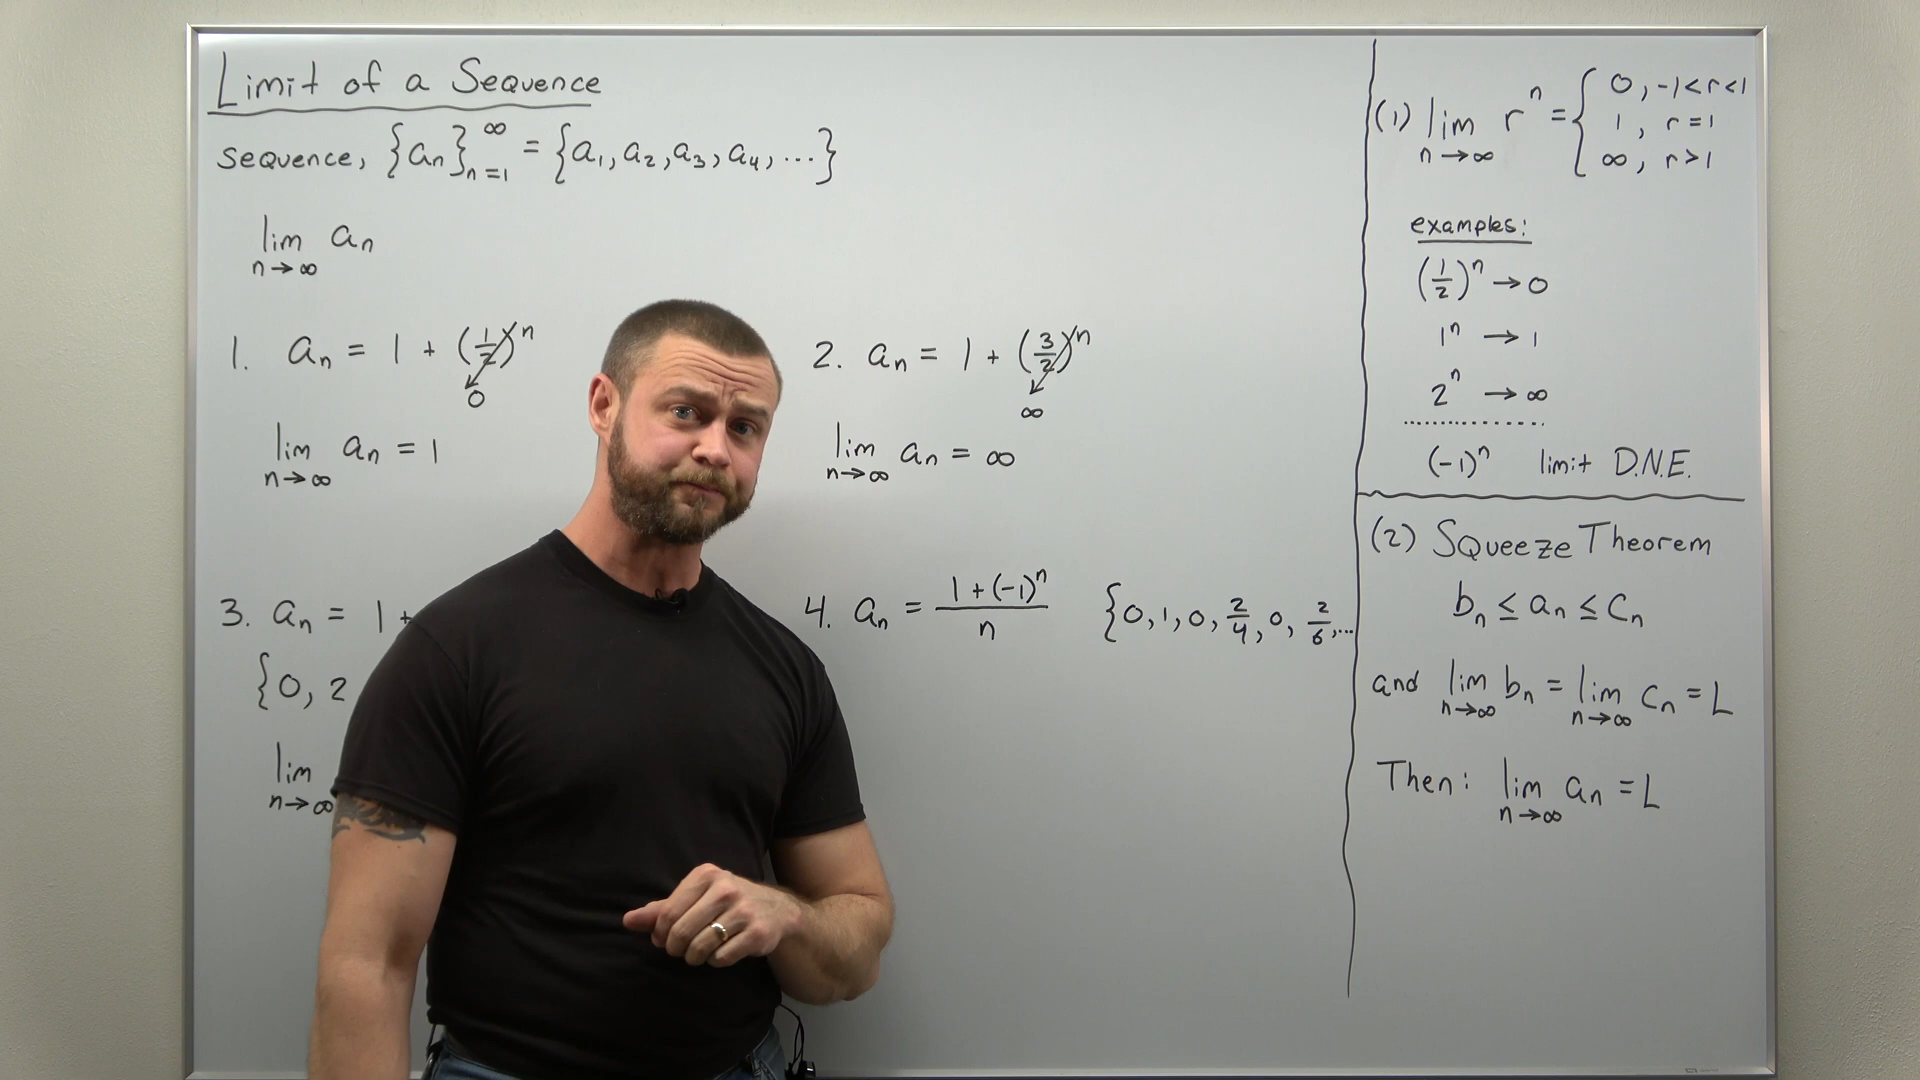 Limit of a Sequence
sequence, {aₙ}ₙ₌₁^∞ = {a₁, a₂, a₃, a₄, ...}
lim aₙ
n→∞
1. aₙ = 1 + (1/2)ⁿ
0
lim aₙ = 1
n→∞
2. aₙ = 1 + (3/2)ⁿ
∞
lim aₙ = ∞
n→∞
3. aₙ = 1 +
{0, 2
lim
n→∞
4. aₙ = (1+(-1)ⁿ)/n {0, 1, 0, 2/4, 0, 2/6, ...
(1) lim rⁿ = { 0, -1<r<1
n→∞ 1, r=1
∞, r>1
examples:
(1/2)ⁿ → 0
1ⁿ → 1
2ⁿ → ∞
(-1)ⁿ limit D.N.E.
(2) Squeeze Theorem
bₙ ≤ aₙ ≤ cₙ
and lim bₙ = lim cₙ = L
n→∞ n→∞
Then: lim aₙ = L
n→∞